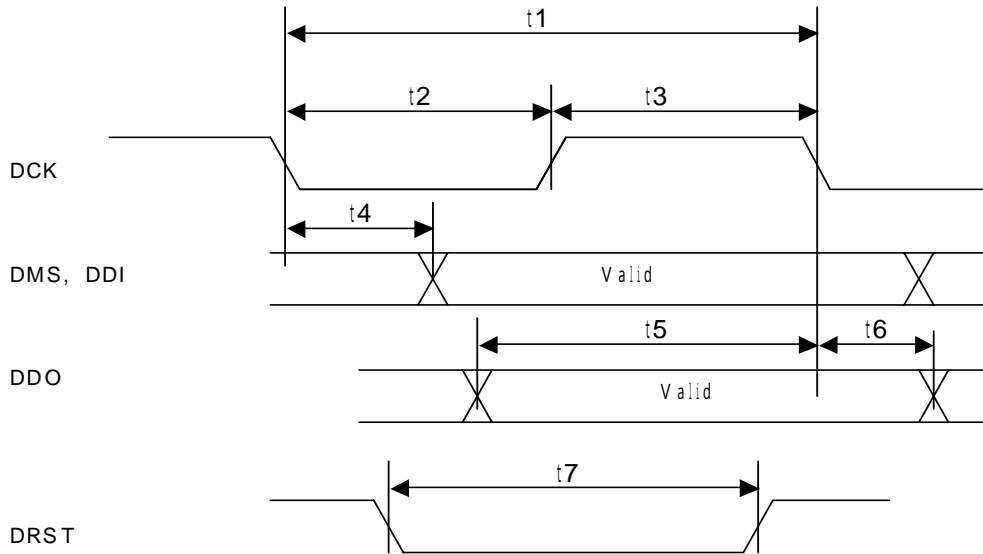 t1
t2
t3
DCK
t4
DMS, DDI
Valid
t5
t6
DDO
Valid
t7
DRST